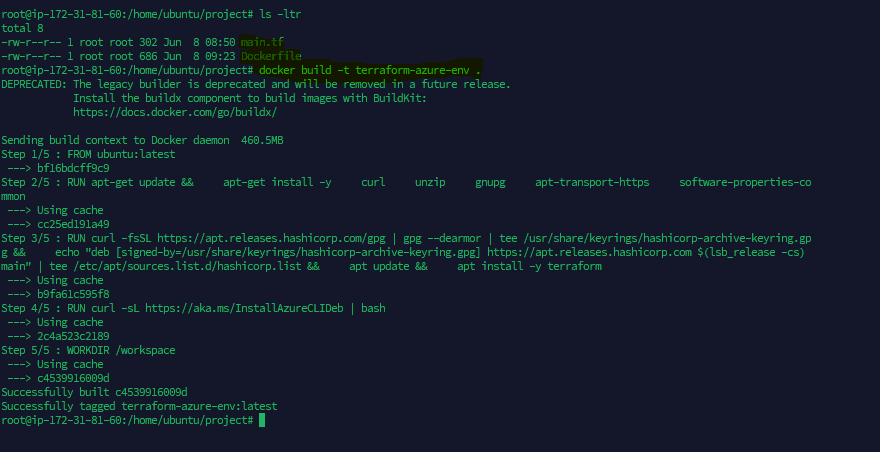 root@ip-172-31-81-60:/home/ubuntu/project# ls -ltr
total 8
-rw-r--r-- 1 root root 302 Jun  8 08:50 main.tf
-rw-r--r-- 1 root root 686 Jun  8 09:23 Dockerfile
root@ip-172-31-81-60:/home/ubuntu/project# docker build -t terraform-azure-env .
DEPRECATED: The legacy builder is deprecated and will be removed in a future release.
            Install the buildx component to build images with BuildKit:
            https://docs.docker.com/go/buildx/

Sending build context to Docker daemon  460.5MB
Step 1/5 : FROM ubuntu:latest
 ---> bf16bdcff9c9
Step 2/5 : RUN apt-get update &&     apt-get install -y     curl     unzip     gnupg     apt-transport-https     software-properties-co
mmon
 ---> Using cache
 ---> cc25ed191a49
Step 3/5 : RUN curl -fsSL https://apt.releases.hashicorp.com/gpg | gpg --dearmor | tee /usr/share/keyrings/hashicorp-archive-keyring.gp
g &&     echo "deb [signed-by=/usr/share/keyrings/hashicorp-archive-keyring.gpg] https://apt.releases.hashicorp.com $(lsb_release -cs)
main" | tee /etc/apt/sources.list.d/hashicorp.list &&     apt update &&     apt install -y terraform
 ---> Using cache
 ---> b9fa61c595f8
Step 4/5 : RUN curl -sL https://aka.ms/InstallAzureCLIDeb | bash
 ---> Using cache
 ---> 2c4a523c2189
Step 5/5 : WORKDIR /workspace
 ---> Using cache
 ---> c4539916009d
Successfully built c4539916009d
Successfully tagged terraform-azure-env:latest
root@ip-172-31-81-60:/home/ubuntu/project#